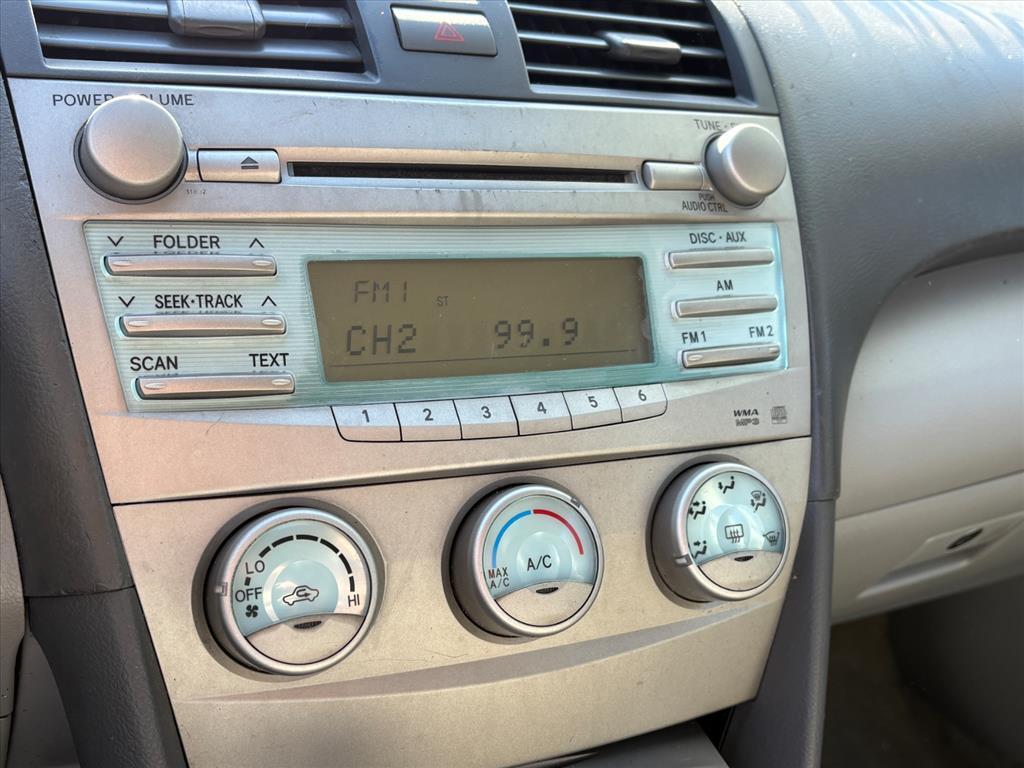 POWER VOLUME
TUNE
PUSH
AUDIO CTRL
FOLDER
SEEK·TRACK
SCAN TEXT
FM1 ST
CH2 99.9
DISC·AUX
AM
FM1 FM2
1 2 3 4 5 6
WMA
MP3
LO
OFF
HI
MAX
A/C
A/C